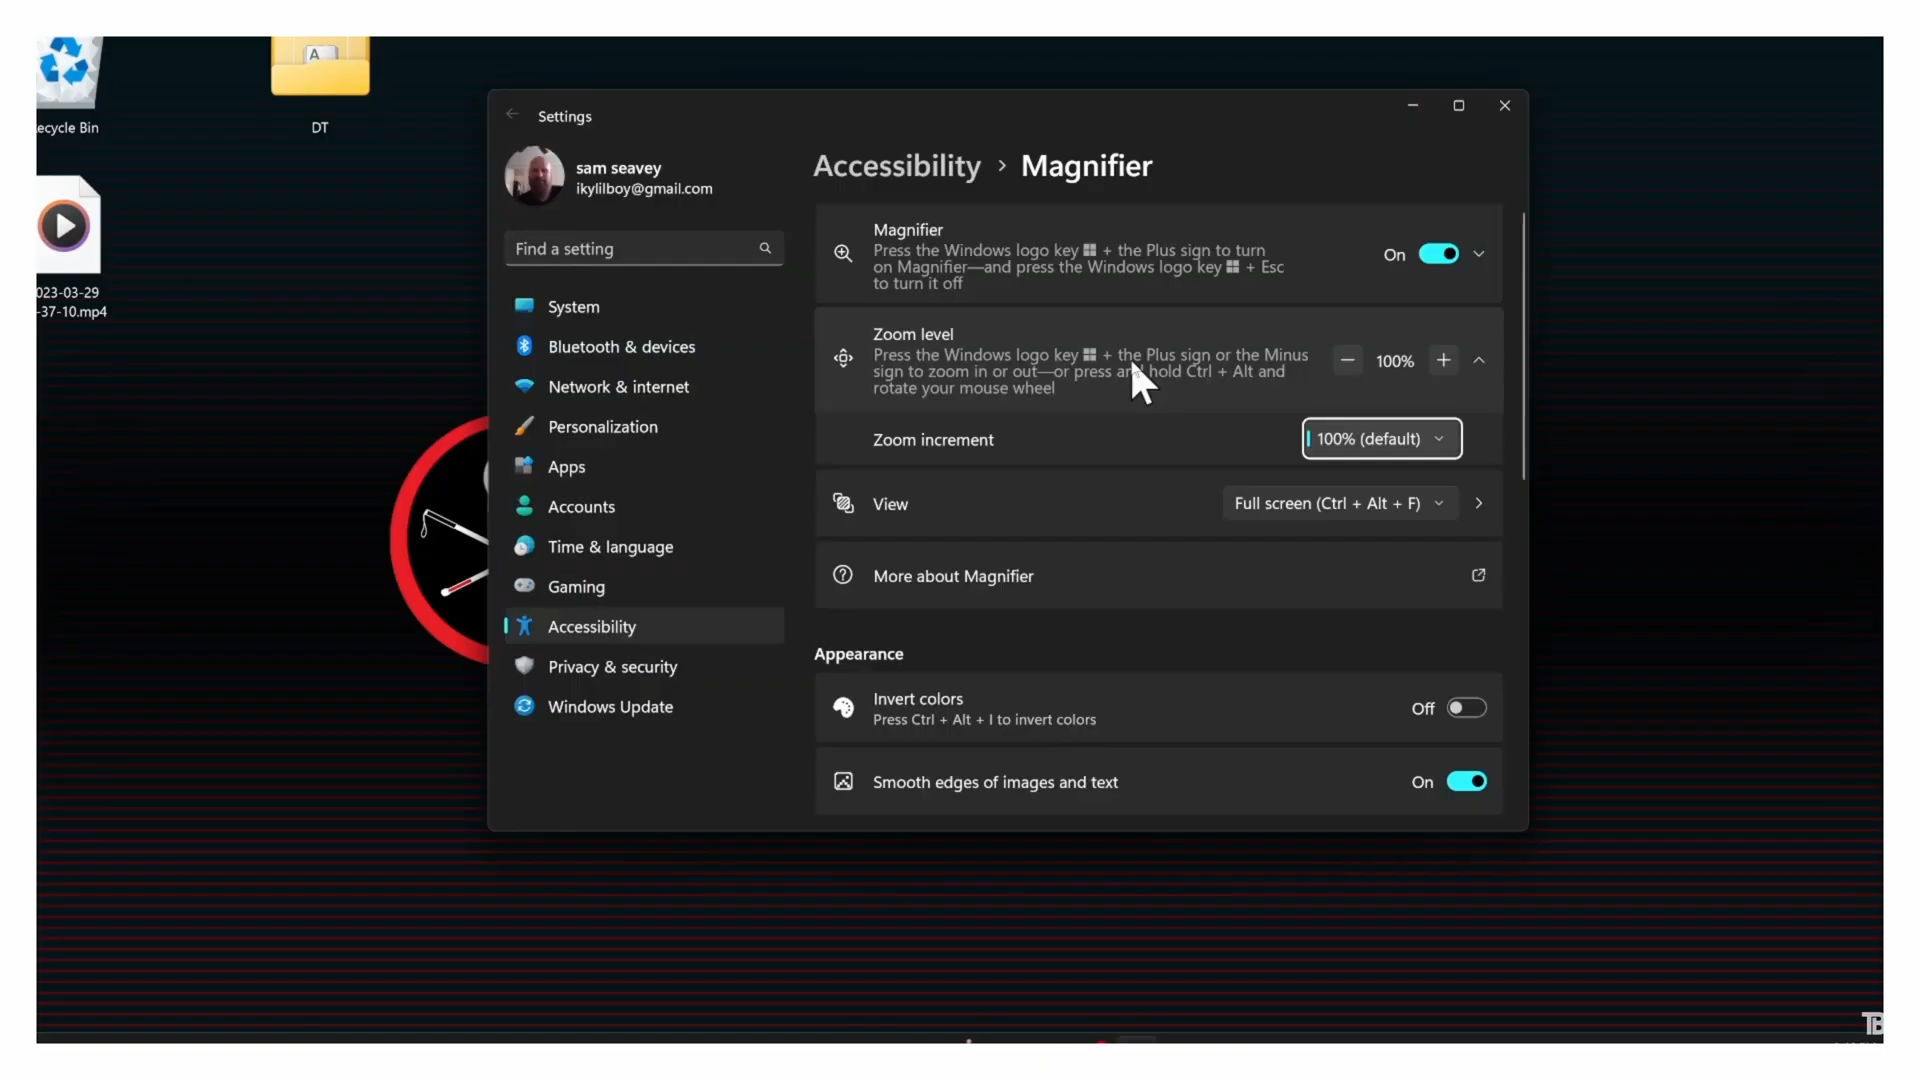 A
ecycle Bin
DT
023-03-29
-37-10.mp4
Settings
sam seavey
ikylilboy@gmail.com
Find a setting
System
Bluetooth & devices
Network & internet
Personalization
Apps
Accounts
Time & language
Gaming
Accessibility
Privacy & security
Windows Update
Accessibility > Magnifier
Magnifier
Press the Windows logo key + the Plus sign to turn
on Magnifier—and press the Windows logo key + Esc
to turn it off
On
Zoom level
Press the Windows logo key + the Plus sign or the Minus
sign to zoom in or out—or press and hold Ctrl + Alt and
rotate your mouse wheel
100%
Zoom increment
100% (default)
View
Full screen (Ctrl + Alt + F)
More about Magnifier
Appearance
Invert colors
Press Ctrl + Alt + I to invert colors
Off
Smooth edges of images and text
On
TB